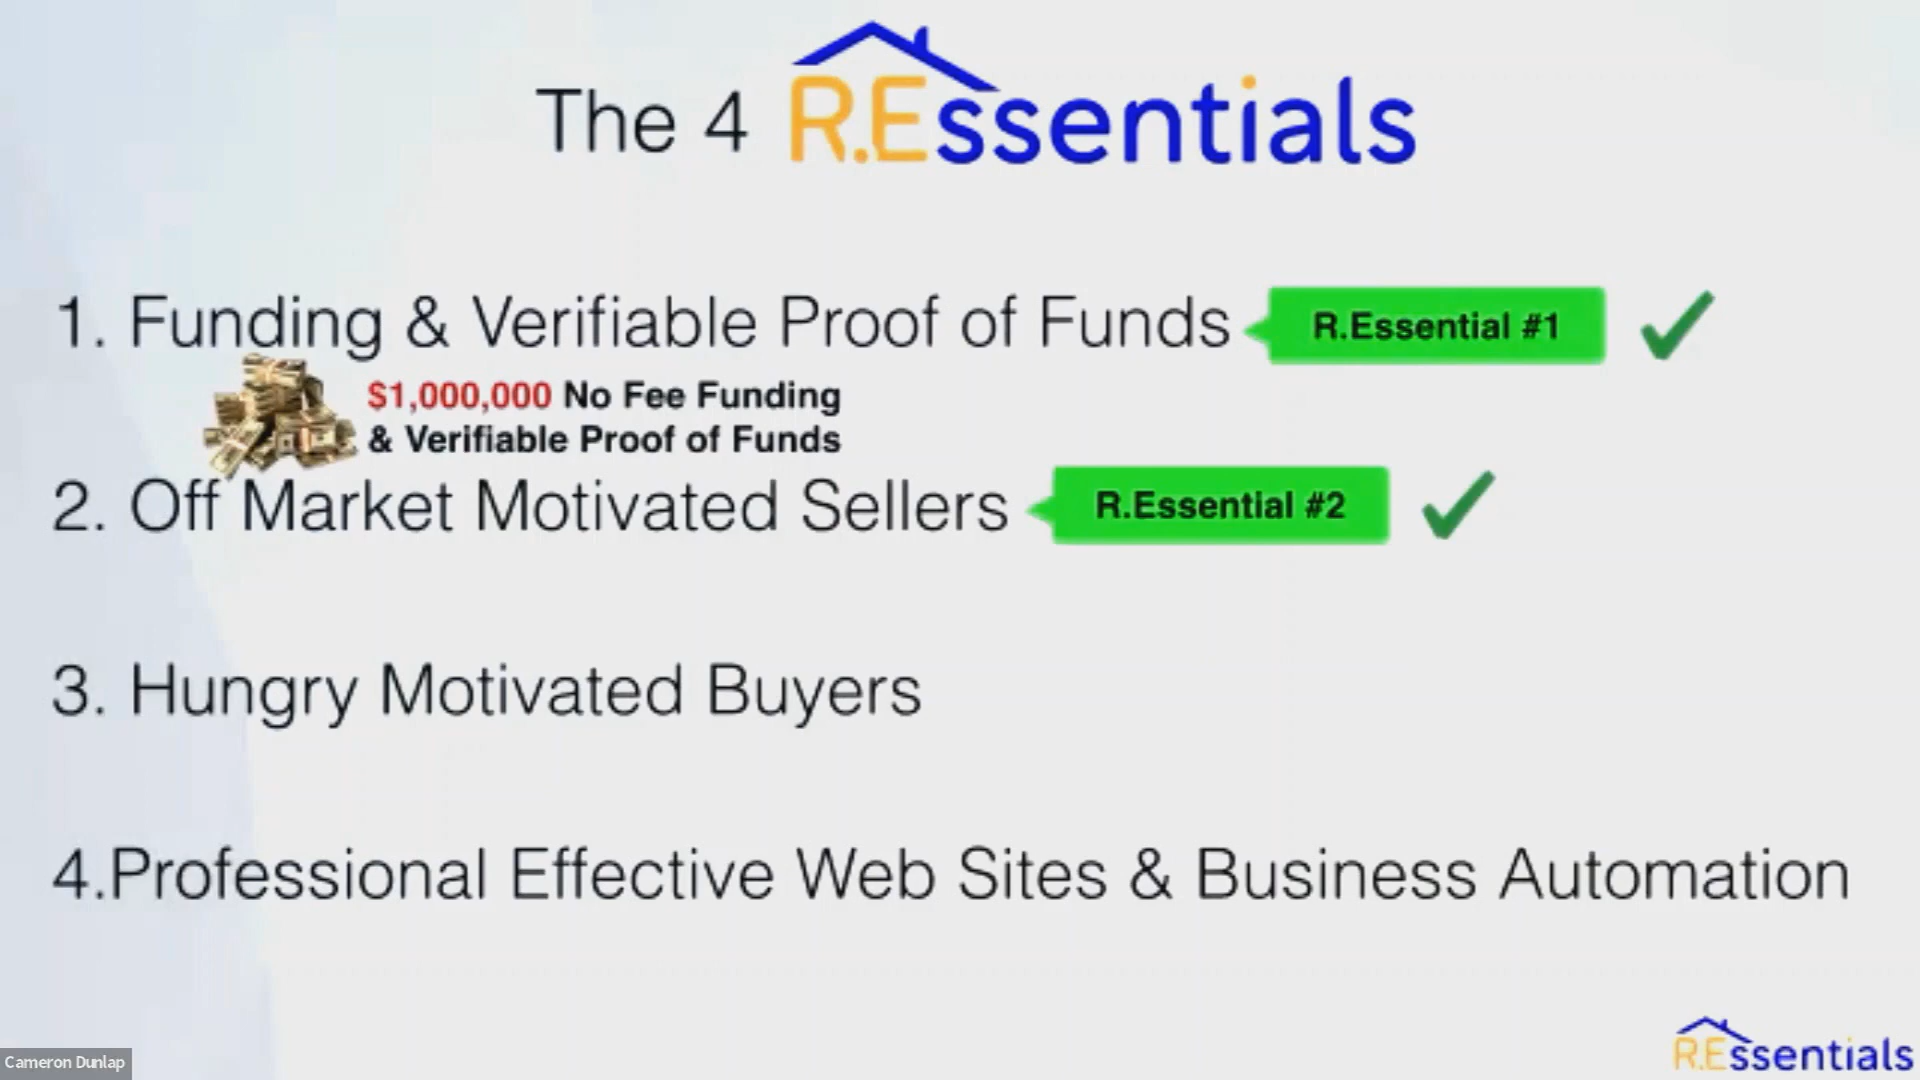 The 4 R.Essentials
1. Funding & Verifiable Proof of Funds R.Essential #1
$1,000,000 No Fee Funding
& Verifiable Proof of Funds
2. Off Market Motivated Sellers R.Essential #2
3. Hungry Motivated Buyers
4.Professional Effective Web Sites & Business Automation
Cameron Dunlap
R.Essentials